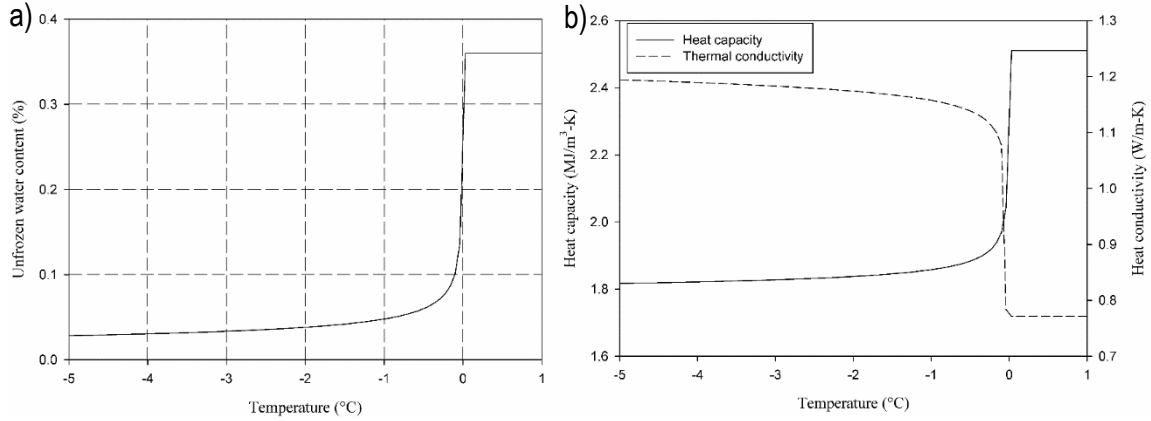 a)
0.4
0.3
0.2
0.1
0.0
Unfrozen water content (%)
-5 -4 -3 -2 -1 0 1
Temperature (°C)
b)
2.6
2.4
2.2
2.0
1.8
1.6
Heat capacity (MJ/m³-K)
Heat capacity
Thermal conductivity
1.3
1.2
1.1
1.0
0.9
0.8
0.7
Heat conductivity (W/m-K)
-5 -4 -3 -2 -1 0 1
Temperature (°C)